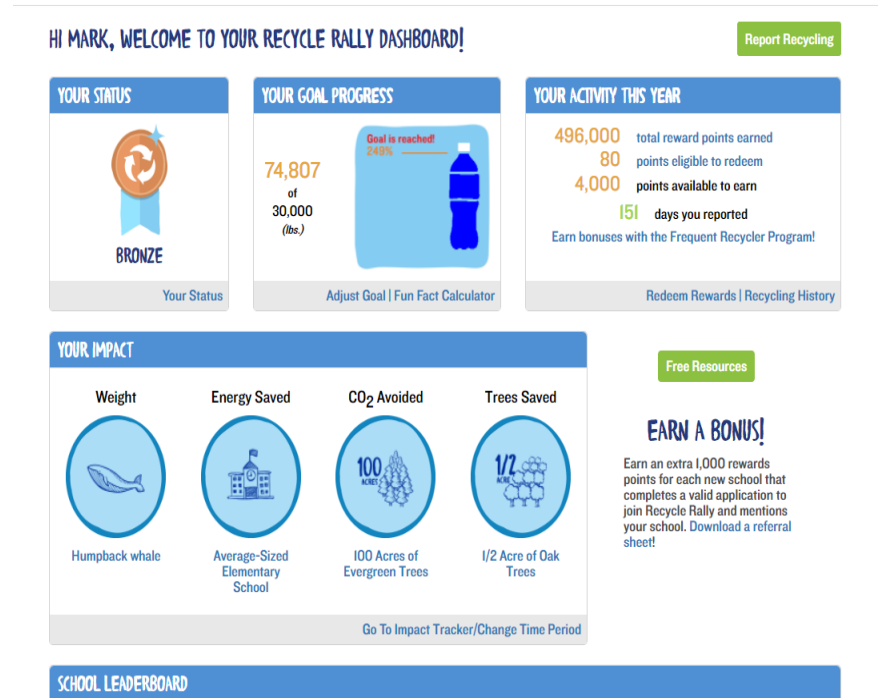 HI MARK, WELCOME TO YOUR RECYCLE RALLY DASHBOARD!
Report Recycling
YOUR STATUS
BRONZE
Your Status
YOUR GOAL PROGRESS
74,807
of
30,000
(lbs.)
Goal is reached!
249%
Adjust Goal | Fun Fact Calculator
YOUR ACTIVITY THIS YEAR
496,000 total reward points earned
80 points eligible to redeem
4,000 points available to earn
151 days you reported
Earn bonuses with the Frequent Recycler Program!
Redeem Rewards | Recycling History
YOUR IMPACT
Weight
Humpback whale
Energy Saved
Average-Sized
Elementary
School
CO2 Avoided
100
ACRES
100 Acres of
Evergreen Trees
Trees Saved
1/2
ACRE
1/2 Acre of Oak
Trees
Go To Impact Tracker/Change Time Period
Free Resources
EARN A BONUS!
Earn an extra 1,000 rewards
points for each new school that
completes a valid application to
join Recycle Rally and mentions
your school. Download a referral
sheet!
SCHOOL LEADERBOARD